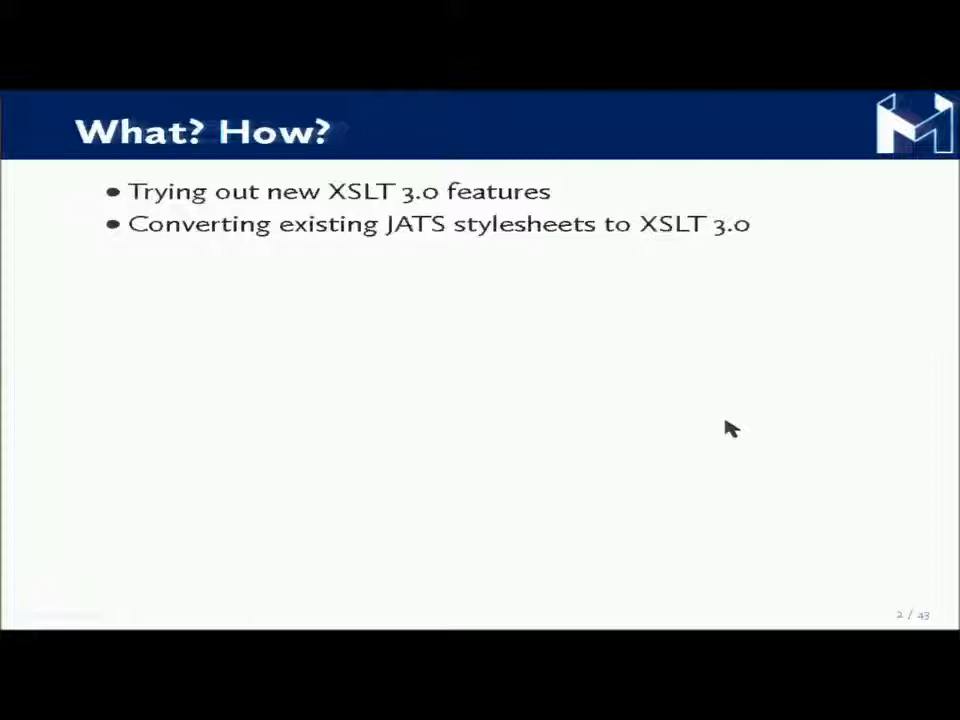 What? How?
• Trying out new XSLT 3.0 features
• Converting existing JATS stylesheets to XSLT 3.0
2 / 43